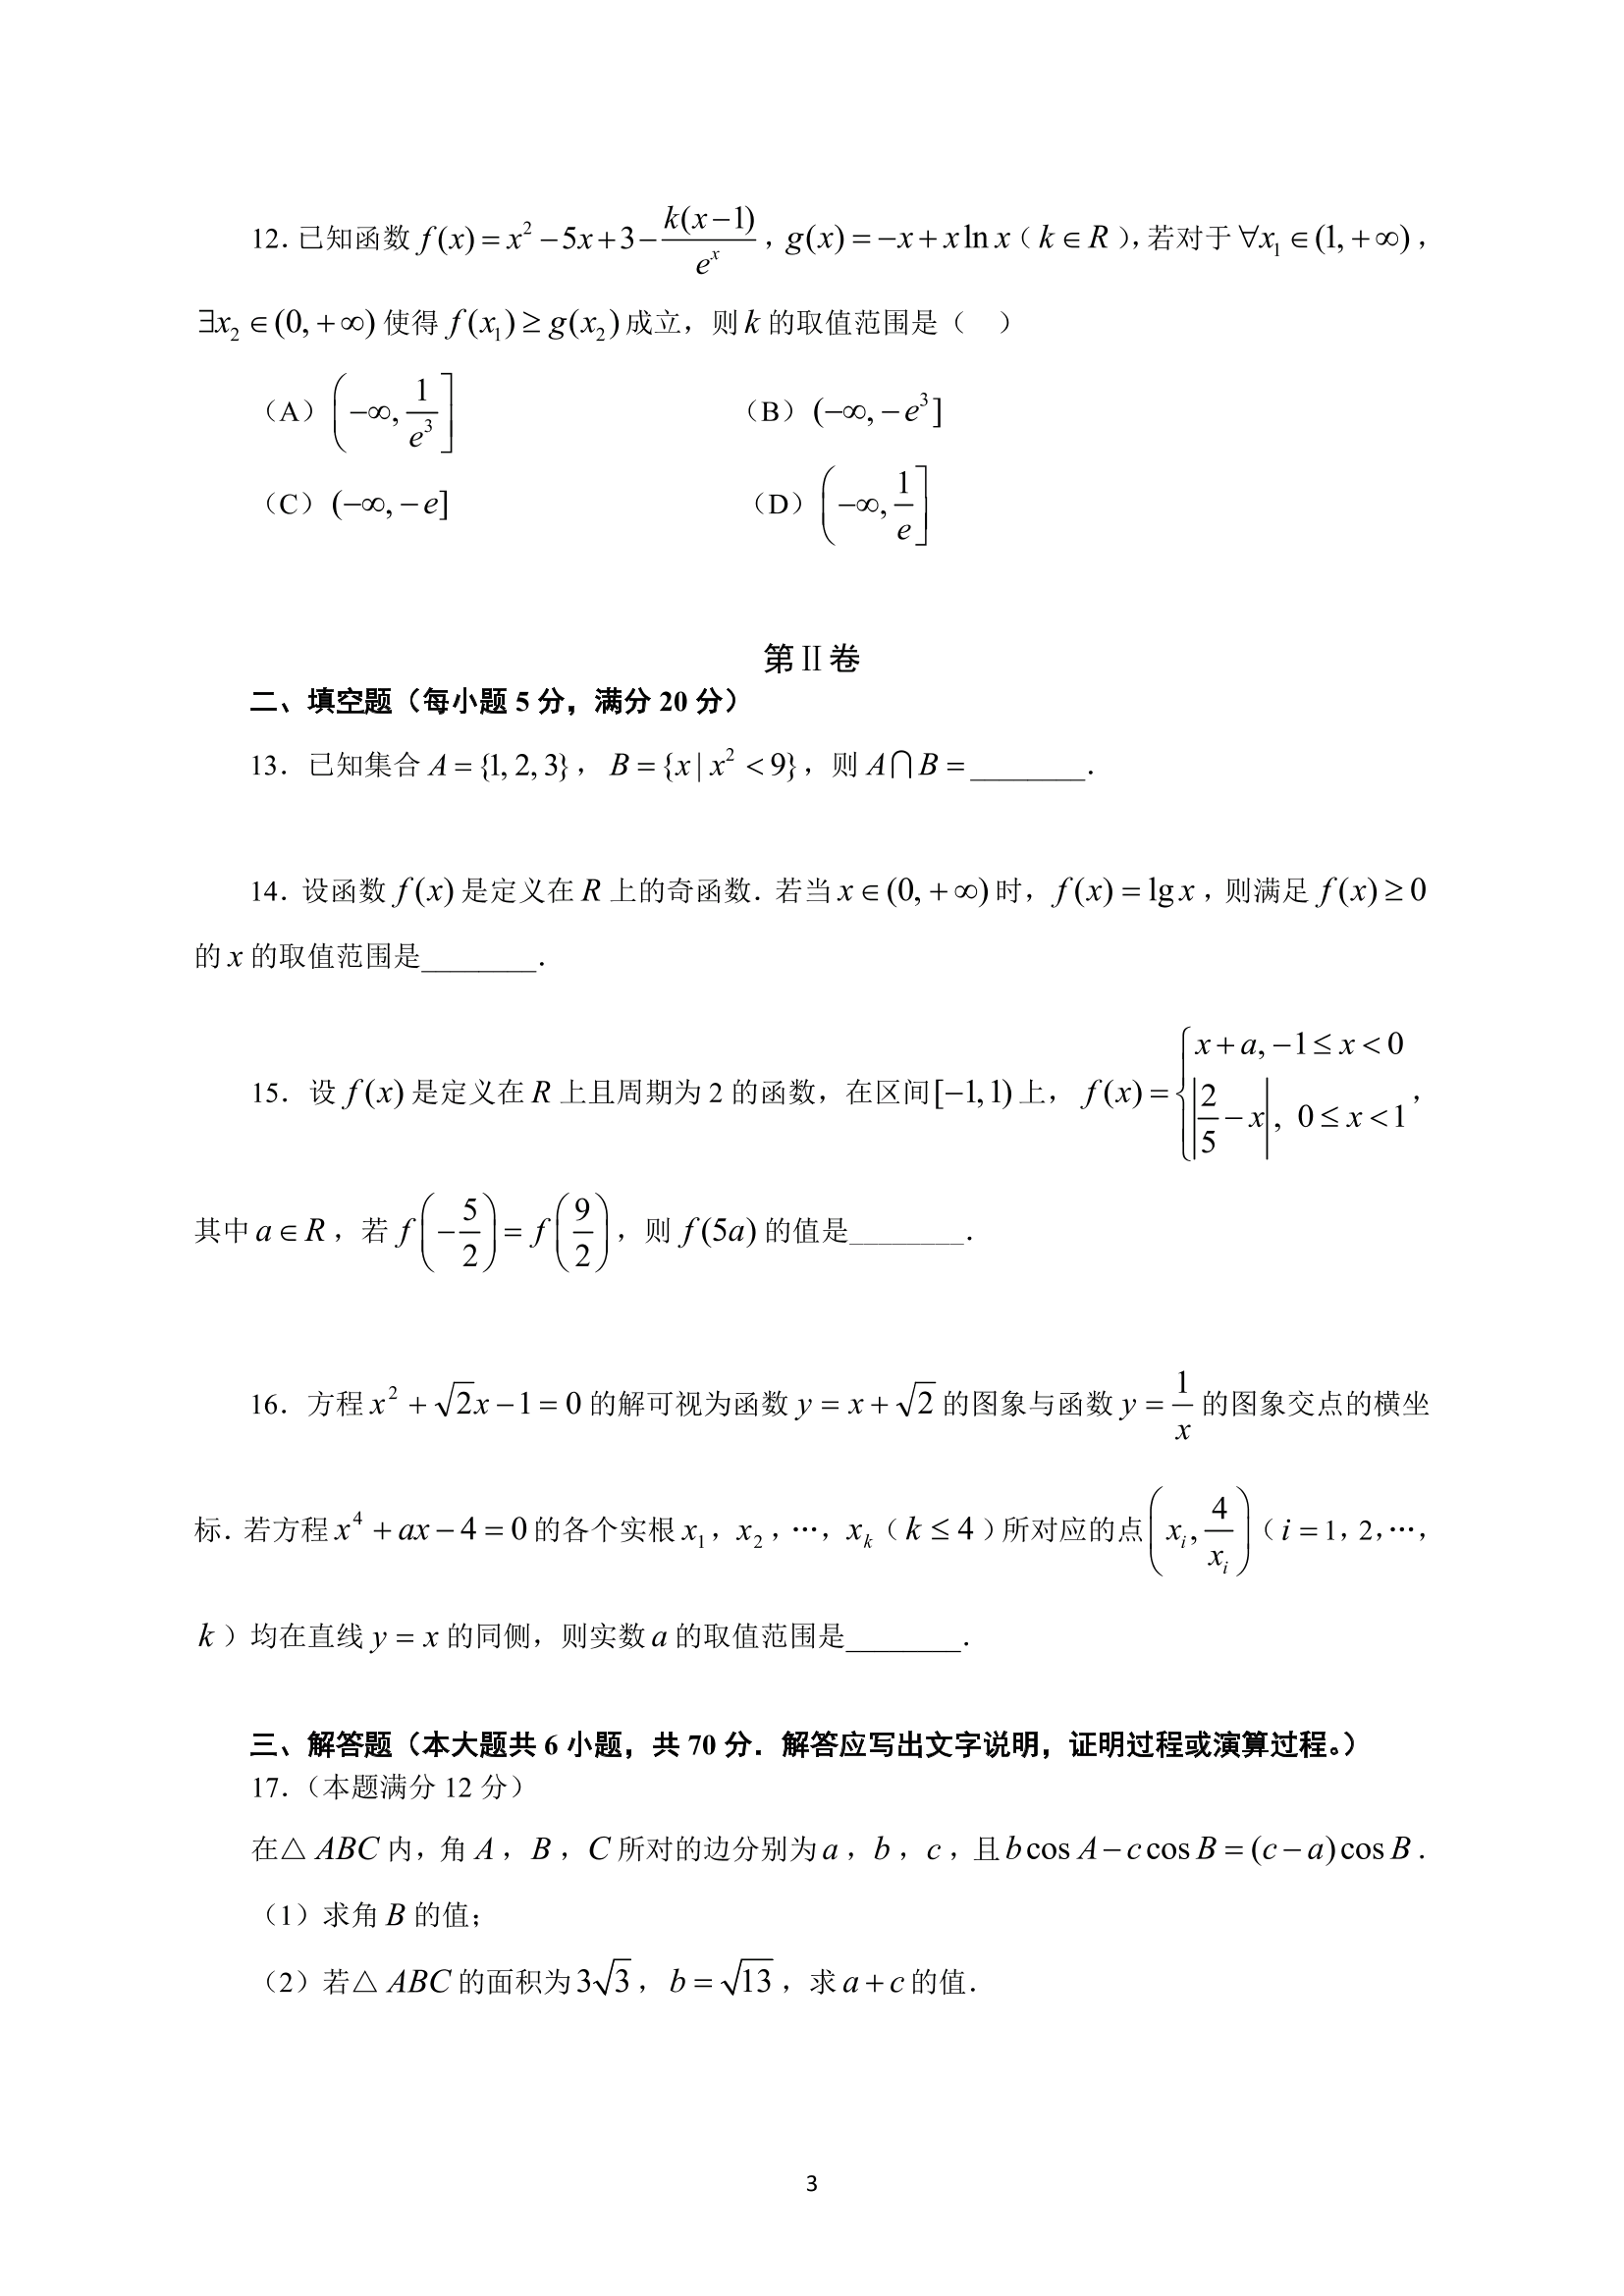 12. 已知函数 $f(x)=x^2-5x+3-\dfrac{k(x-1)}{e^x}$，$g(x)=-x+x\ln x$（$k\in R$），若对于 $\forall x_1\in(1,+\infty)$，
$\exists x_2\in(0,+\infty)$ 使得 $f(x_1)\geq g(x_2)$ 成立，则 $k$ 的取值范围是（  ）
（A）$\left(-\infty,\dfrac{1}{e^3}\right]$ （B）$(-\infty,-e^3]$
（C）$(-\infty,-e]$ （D）$\left(-\infty,\dfrac{1}{e}\right]$
第Ⅱ卷
二、填空题（每小题 5 分，满分 20 分）
13．已知集合 $A=\{1,2,3\}$，$B=\{x\mid x^2<9\}$，则 $A\bigcap B=$________．
14．设函数 $f(x)$ 是定义在 $R$ 上的奇函数．若当 $x\in(0,+\infty)$ 时，$f(x)=\lg x$，则满足 $f(x)\geq 0$
的 $x$ 的取值范围是________．
15．设 $f(x)$ 是定义在 $R$ 上且周期为 2 的函数，在区间 $[-1,1)$ 上，$f(x)=\begin{cases}x+a,-1\leq x<0\\ \left|\dfrac{2}{5}-x\right|,0\leq x<1\end{cases}$，
其中 $a\in R$，若 $f\left(-\dfrac{5}{2}\right)=f\left(\dfrac{9}{2}\right)$，则 $f(5a)$ 的值是________．
16．方程 $x^2+\sqrt{2}x-1=0$ 的解可视为函数 $y=x+\sqrt{2}$ 的图象与函数 $y=\dfrac{1}{x}$ 的图象交点的横坐
标．若方程 $x^4+ax-4=0$ 的各个实根 $x_1$，$x_2$，…，$x_k$（$k\leq 4$）所对应的点 $\left(x_i,\dfrac{4}{x_i}\right)$（$i=$1，2，…，
$k$）均在直线 $y=x$ 的同侧，则实数 $a$ 的取值范围是________．
三、解答题（本大题共 6 小题，共 70 分．解答应写出文字说明，证明过程或演算过程。）
17．（本题满分 12 分）
在△$ABC$ 内，角 $A$，$B$，$C$ 所对的边分别为 $a$，$b$，$c$，且 $b\cos A-c\cos B=(c-a)\cos B$．
（1）求角 $B$ 的值；
（2）若△$ABC$ 的面积为 $3\sqrt{3}$，$b=\sqrt{13}$，求 $a+c$ 的值．
3